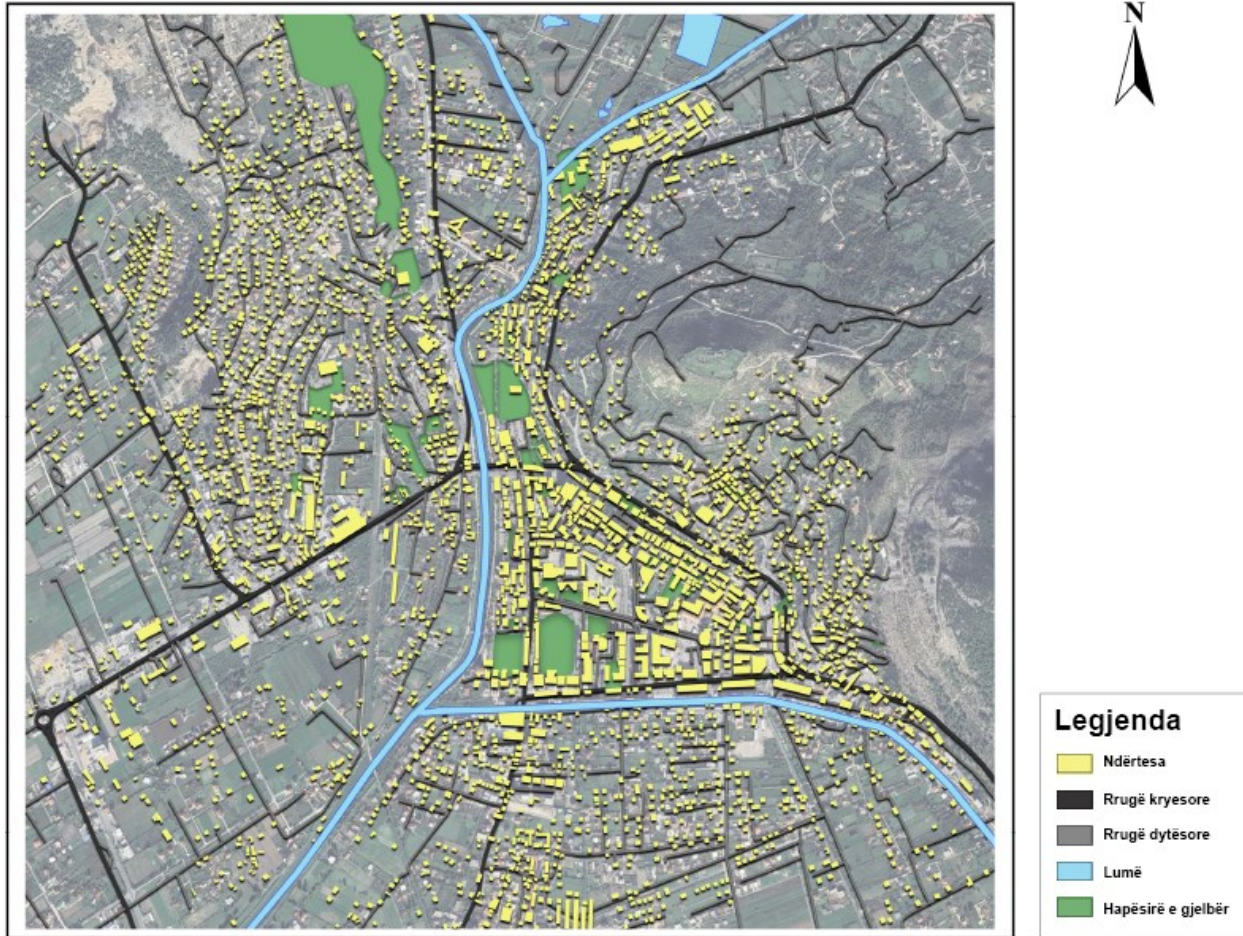 N
Legjenda
Ndërtesa
Rrugë kryesore
Rrugë dytësore
Lumë
Hapësirë e gjelbër